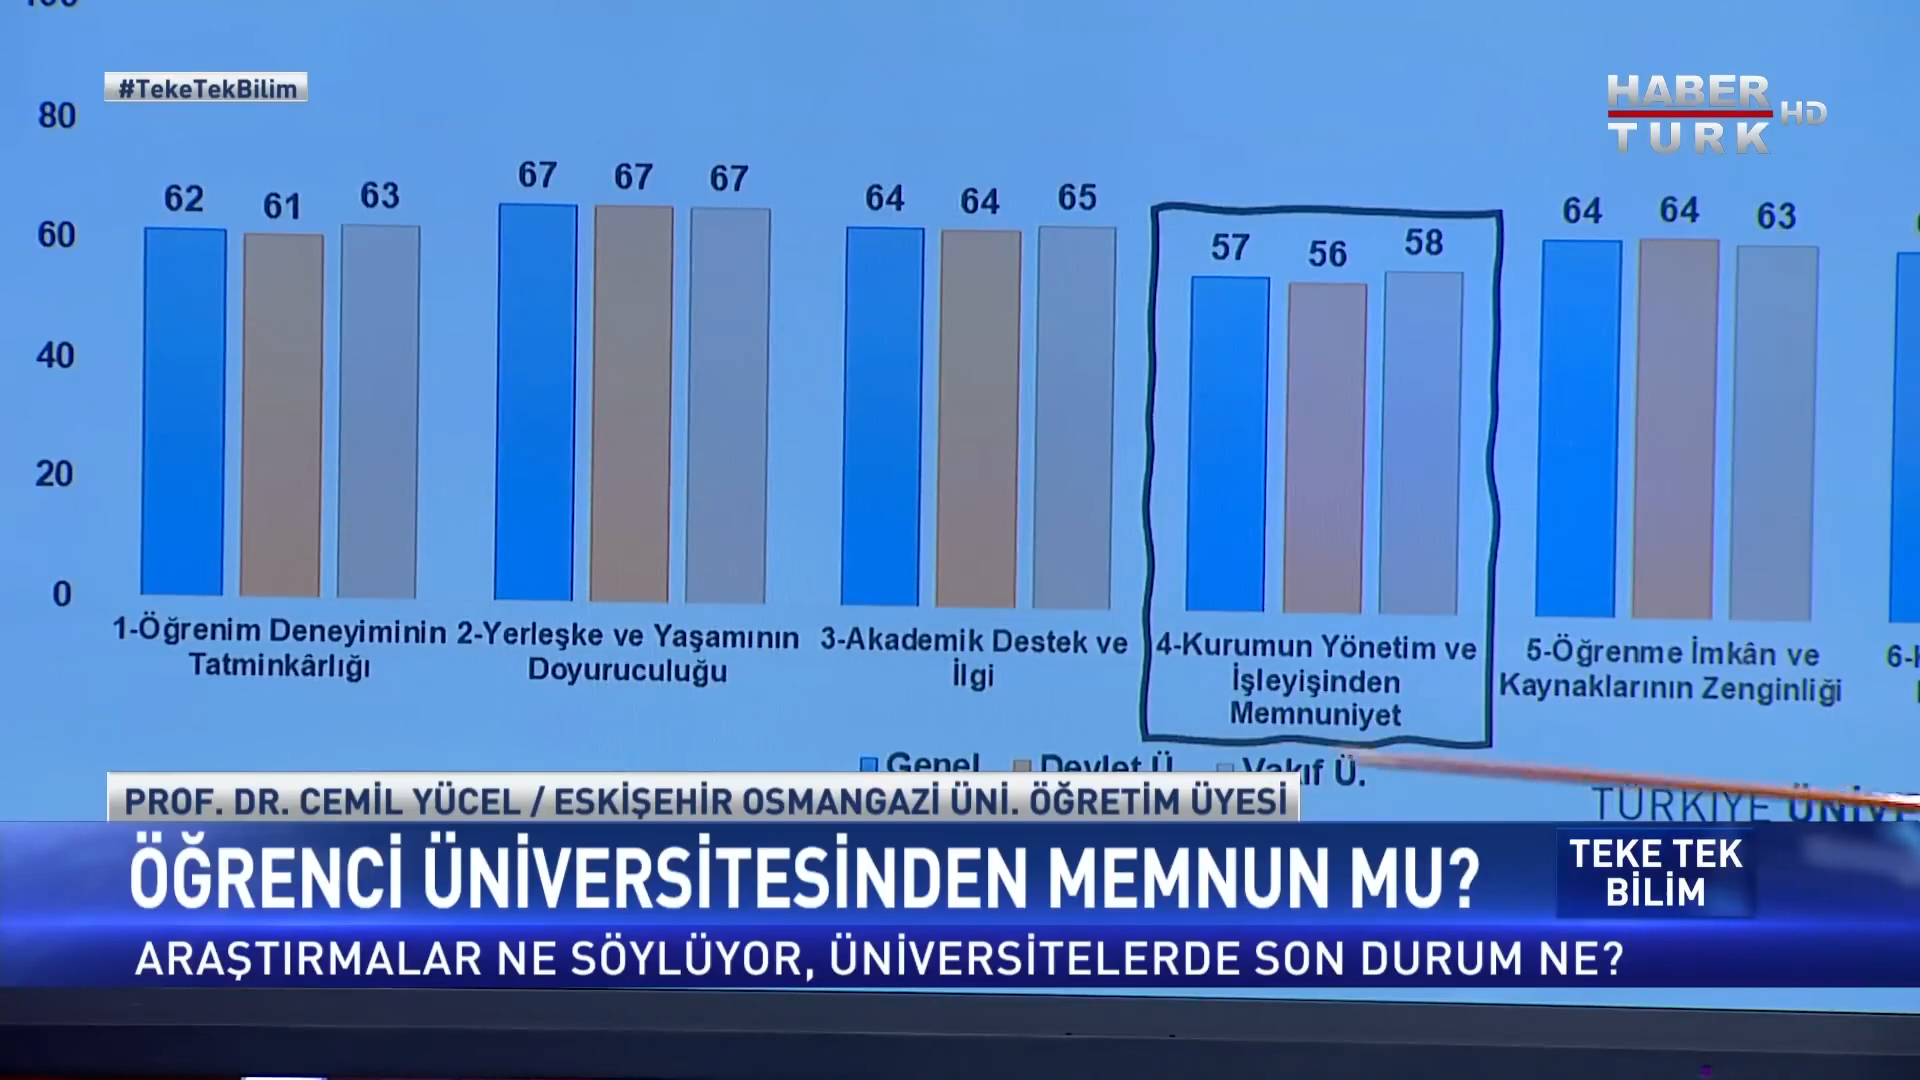 100
#TekeTekBilim
HABER
TURK HD
80
60
40
20
0
62 61 63
67 67 67
64 64 65
57 56 58
64 64 63
1-Öğrenim Deneyiminin
Tatminkârlığı
2-Yerleşke ve Yaşamının
Doyuruculuğu
3-Akademik Destek ve
İlgi
4-Kurumun Yönetim ve
İşleyişinden
Memnuniyet
5-Öğrenme İmkân ve
Kaynaklarının Zenginliği
Genel Devlet Ü. Vakıf Ü.
TÜRKİYE
PROF. DR. CEMİL YÜCEL / ESKİŞEHİR OSMANGAZİ ÜNİ. ÖĞRETİM ÜYESİ
ÖĞRENCİ ÜNİVERSİTESİNDEN MEMNUN MU?
TEKE TEK
BİLİM
ARAŞTIRMALAR NE SÖYLÜYOR, ÜNİVERSİTELERDE SON DURUM NE?